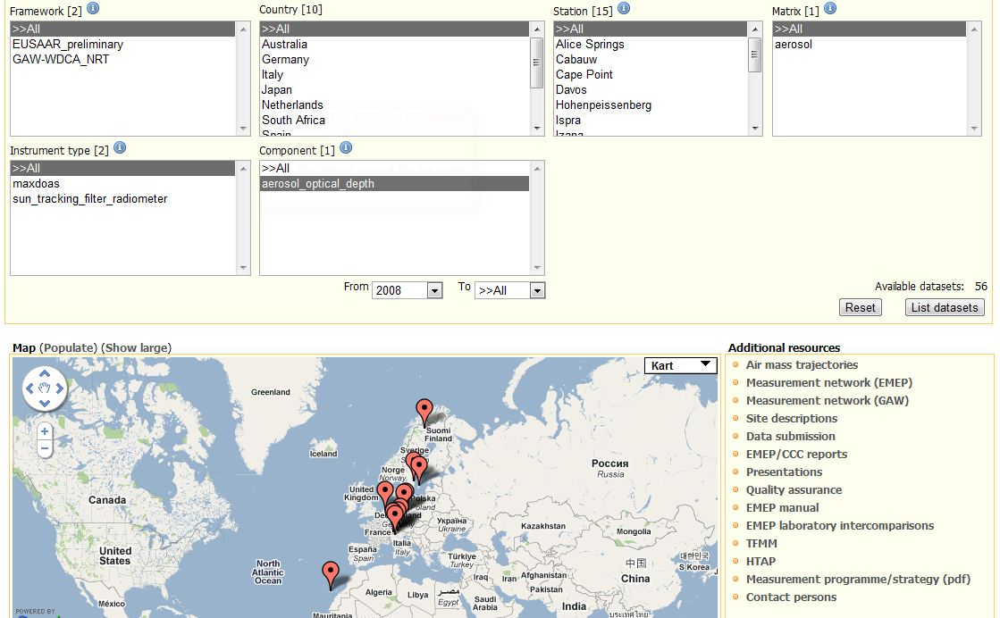 Framework [2]
Country [10]
Station [15]
Matrix [1]
>>All
EUSAAR_preliminary
GAW-WDCA_NRT
>>All
Australia
Germany
Italy
Japan
Netherlands
South Africa
Spain
>>All
Alice Springs
Cabauw
Cape Point
Davos
Hohenpeissenberg
Ispra
Izana
>>All
aerosol
Instrument type [2]
Component [1]
>>All
maxdoas
sun_tracking_filter_radiometer
>>All
aerosol_optical_depth
From 2008 To >>All
Available datasets: 56
Reset List datasets
Map (Populate) (Show large)
Kart
Greenland
Suomi
Finland
Iceland
Sverige
Norge
Norway
Россия
Russia
United
Kingdom
Polska
Poland
Canada
France
Україна
Ukraine
Kazakhstan
Mongolia
Italia
Italy
United
States
España
Spain
Türkiye
Turkey
中国
China
대한민국
S Korea
North
Atlantic
Ocean
Iraq
Iran
Afghanistan
Pakistan
Algeria
Libya
مصر
Egypt
Saudi
Arabia
India
México
Mauritania
ประเทศไทย
POWERED BY
Additional resources
Air mass trajectories
Measurement network (EMEP)
Measurement network (GAW)
Site descriptions
Data submission
EMEP/CCC reports
Presentations
Quality assurance
EMEP manual
EMEP laboratory intercomparisons
TFMM
HTAP
Measurement programme/strategy (pdf)
Contact persons